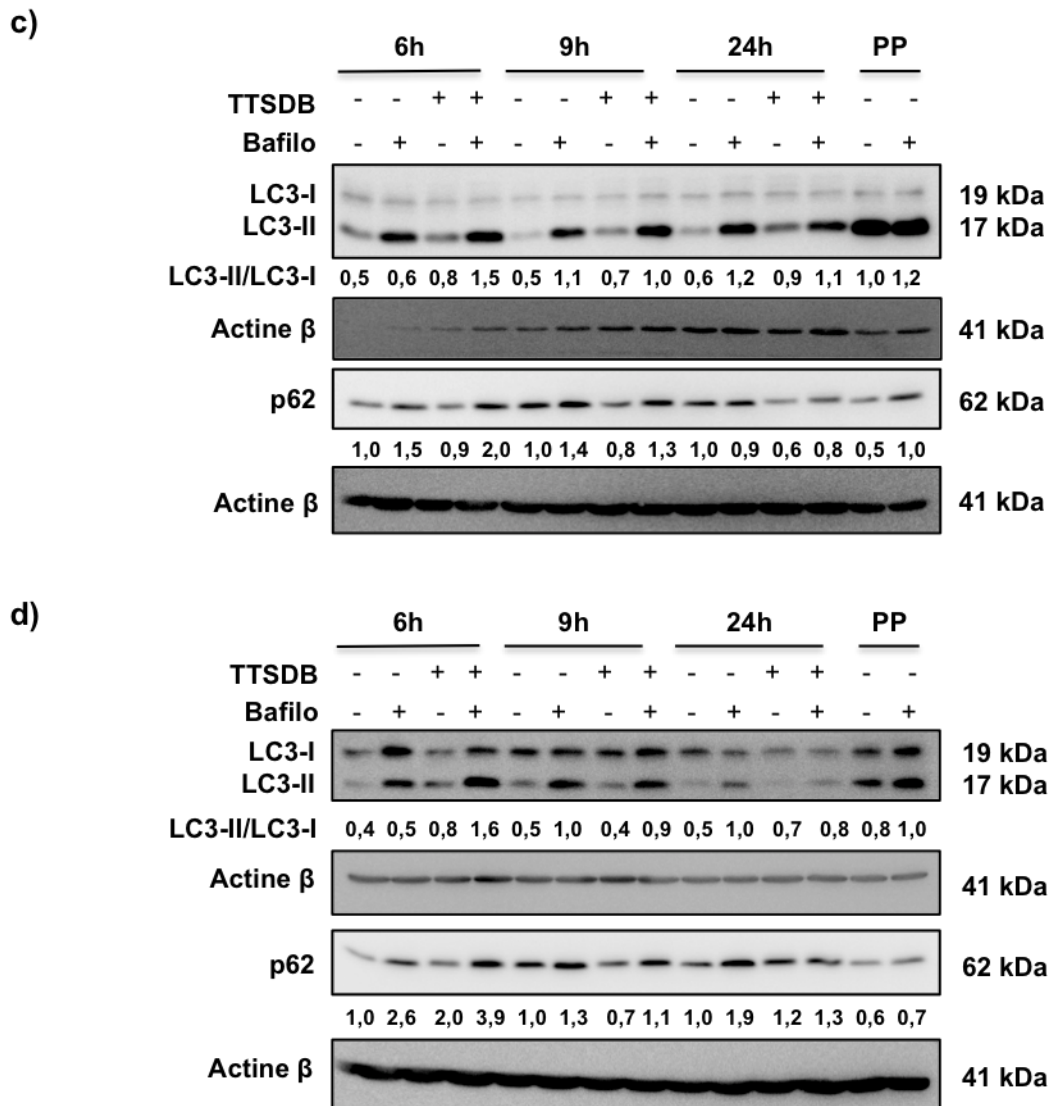 c)
6h 9h 24h PP
TTSDB - - + + - - + + - - + + - -
Bafilo - + - + - + - + - + - + - +
LC3-I 19 kDa
LC3-II 17 kDa
LC3-II/LC3-I 0,5 0,6 0,8 1,5 0,5 1,1 0,7 1,0 0,6 1,2 0,9 1,1 1,0 1,2
Actine β 41 kDa
p62 62 kDa
1,0 1,5 0,9 2,0 1,0 1,4 0,8 1,3 1,0 0,9 0,6 0,8 0,5 1,0
Actine β 41 kDa
d)
6h 9h 24h PP
TTSDB - - + + - - + + - - + + - -
Bafilo - + - + - + - + - + - + - +
LC3-I 19 kDa
LC3-II 17 kDa
LC3-II/LC3-I 0,4 0,5 0,8 1,6 0,5 1,0 0,4 0,9 0,5 1,0 0,7 0,8 0,8 1,0
Actine β 41 kDa
p62 62 kDa
1,0 2,6 2,0 3,9 1,0 1,3 0,7 1,1 1,0 1,9 1,2 1,3 0,6 0,7
Actine β 41 kDa